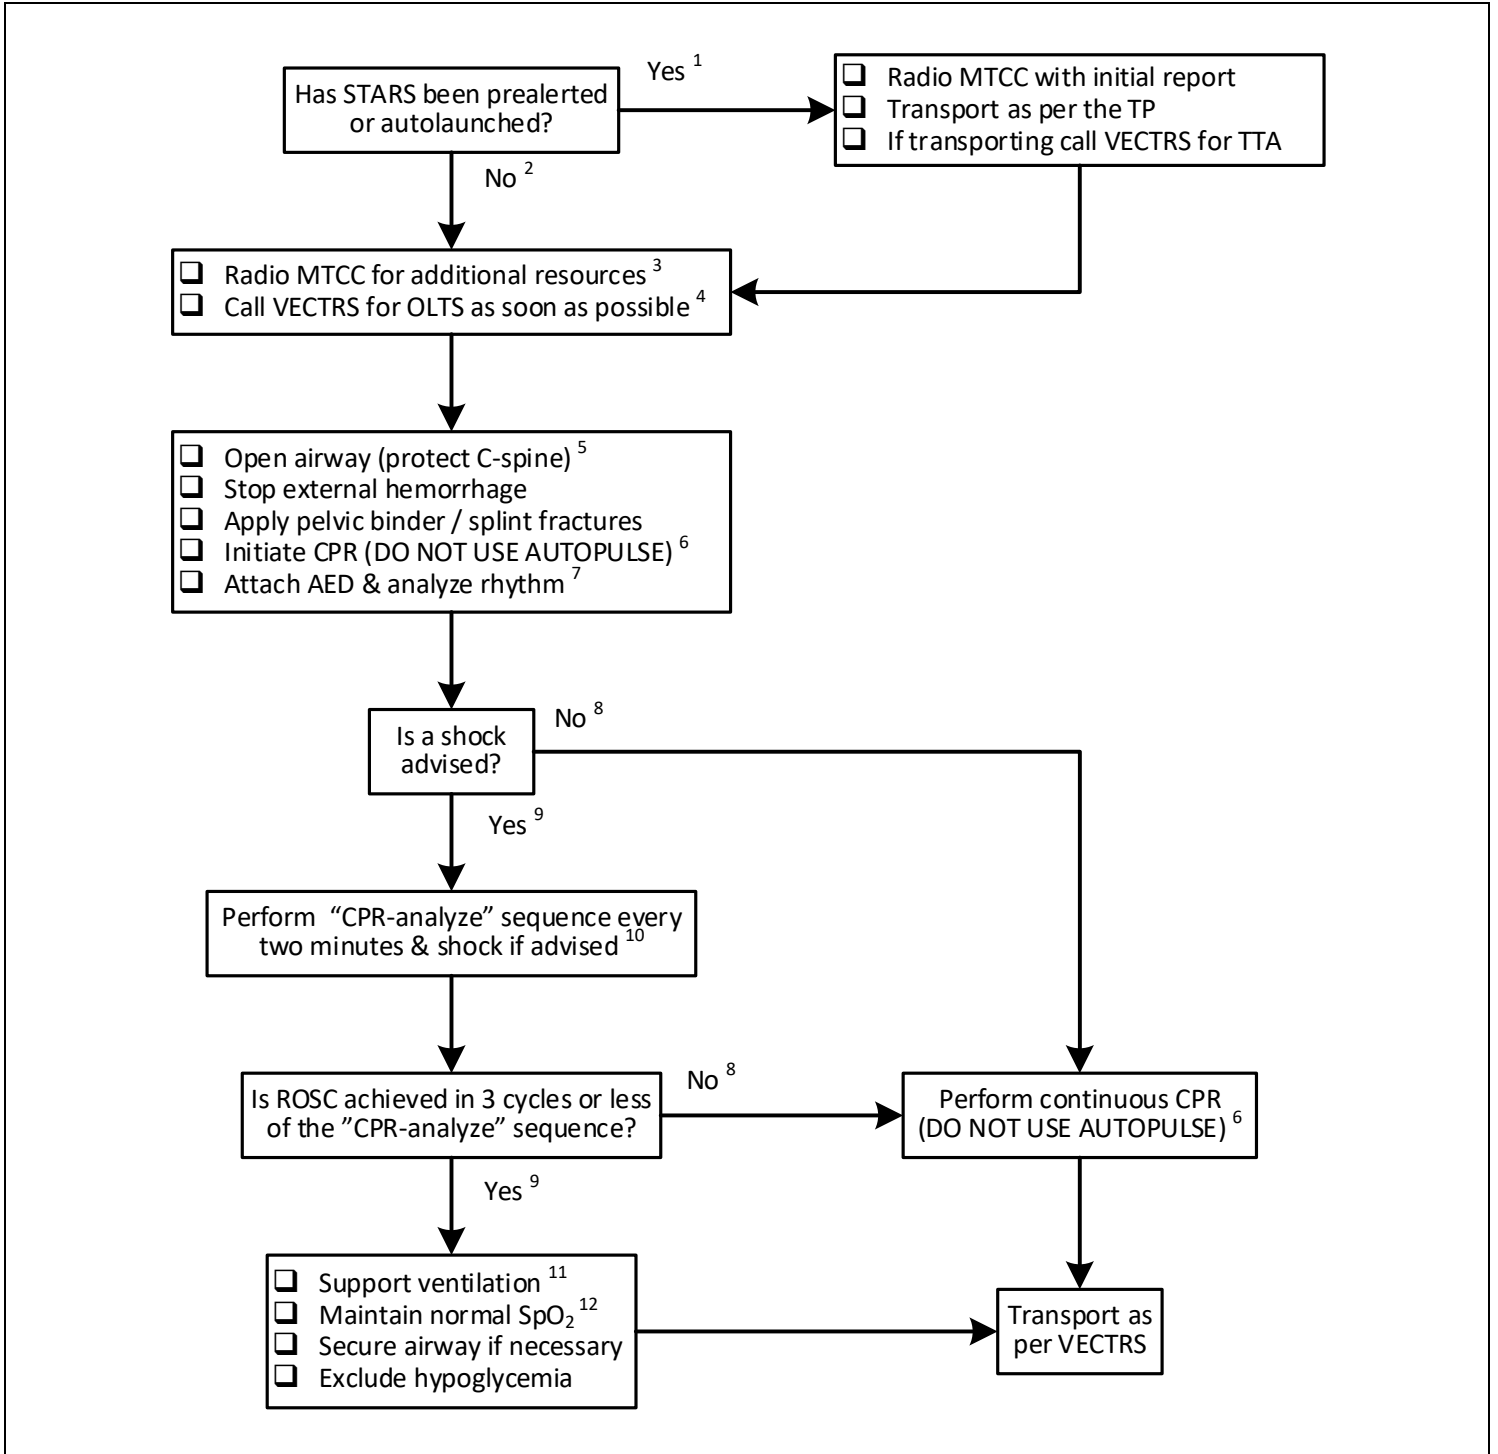 Has STARS been prealerted
or autolaunched?
Yes 1
❑ Radio MTCC with initial report
❑ Transport as per the TP
❑ If transporting call VECTRS for TTA
No 2
❑ Radio MTCC for additional resources 3
❑ Call VECTRS for OLTS as soon as possible 4
❑ Open airway (protect C-spine) 5
❑ Stop external hemorrhage
❑ Apply pelvic binder / splint fractures
❑ Initiate CPR (DO NOT USE AUTOPULSE) 6
❑ Attach AED & analyze rhythm 7
Is a shock
advised?
No 8
Yes 9
Perform “CPR-analyze” sequence every
two minutes & shock if advised 10
Is ROSC achieved in 3 cycles or less
of the ”CPR-analyze” sequence?
No 8
Perform continuous CPR
(DO NOT USE AUTOPULSE) 6
Yes 9
❑ Support ventilation 11
❑ Maintain normal SpO2 12
❑ Secure airway if necessary
❑ Exclude hypoglycemia
Transport as
per VECTRS